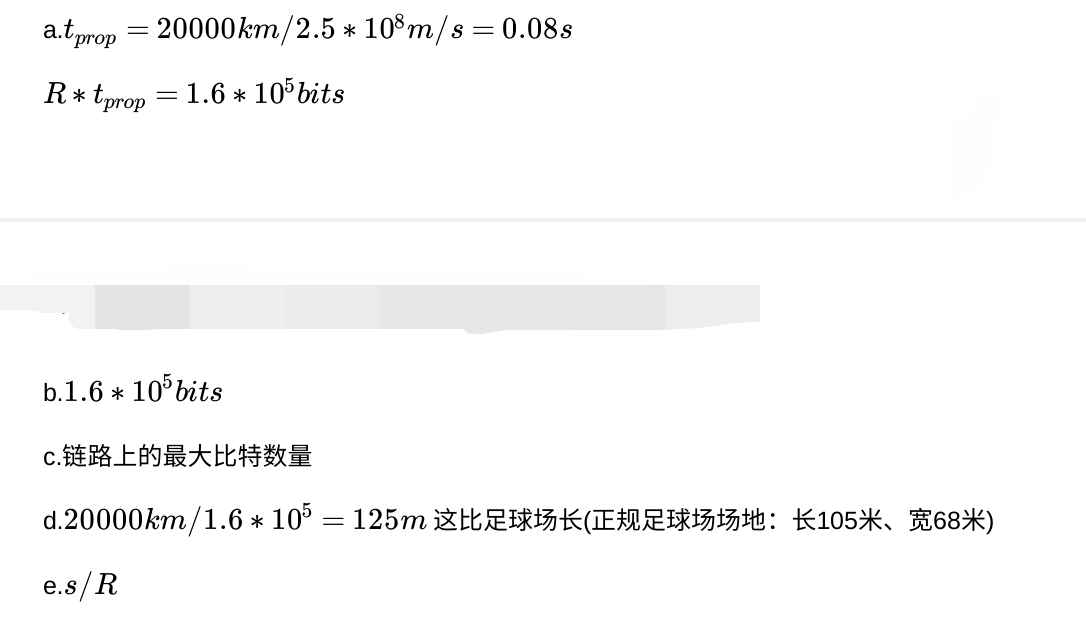 a.t_{prop} = 20000km/2.5 * 10^8 m/s = 0.08s
R * t_{prop} = 1.6 * 10^5 bits
b.1.6 * 10^5 bits
c.链路上的最大比特数量
d.20000km/1.6 * 10^5 = 125m 这比足球场长(正规足球场场地：长105米、宽68米)
e.s/R